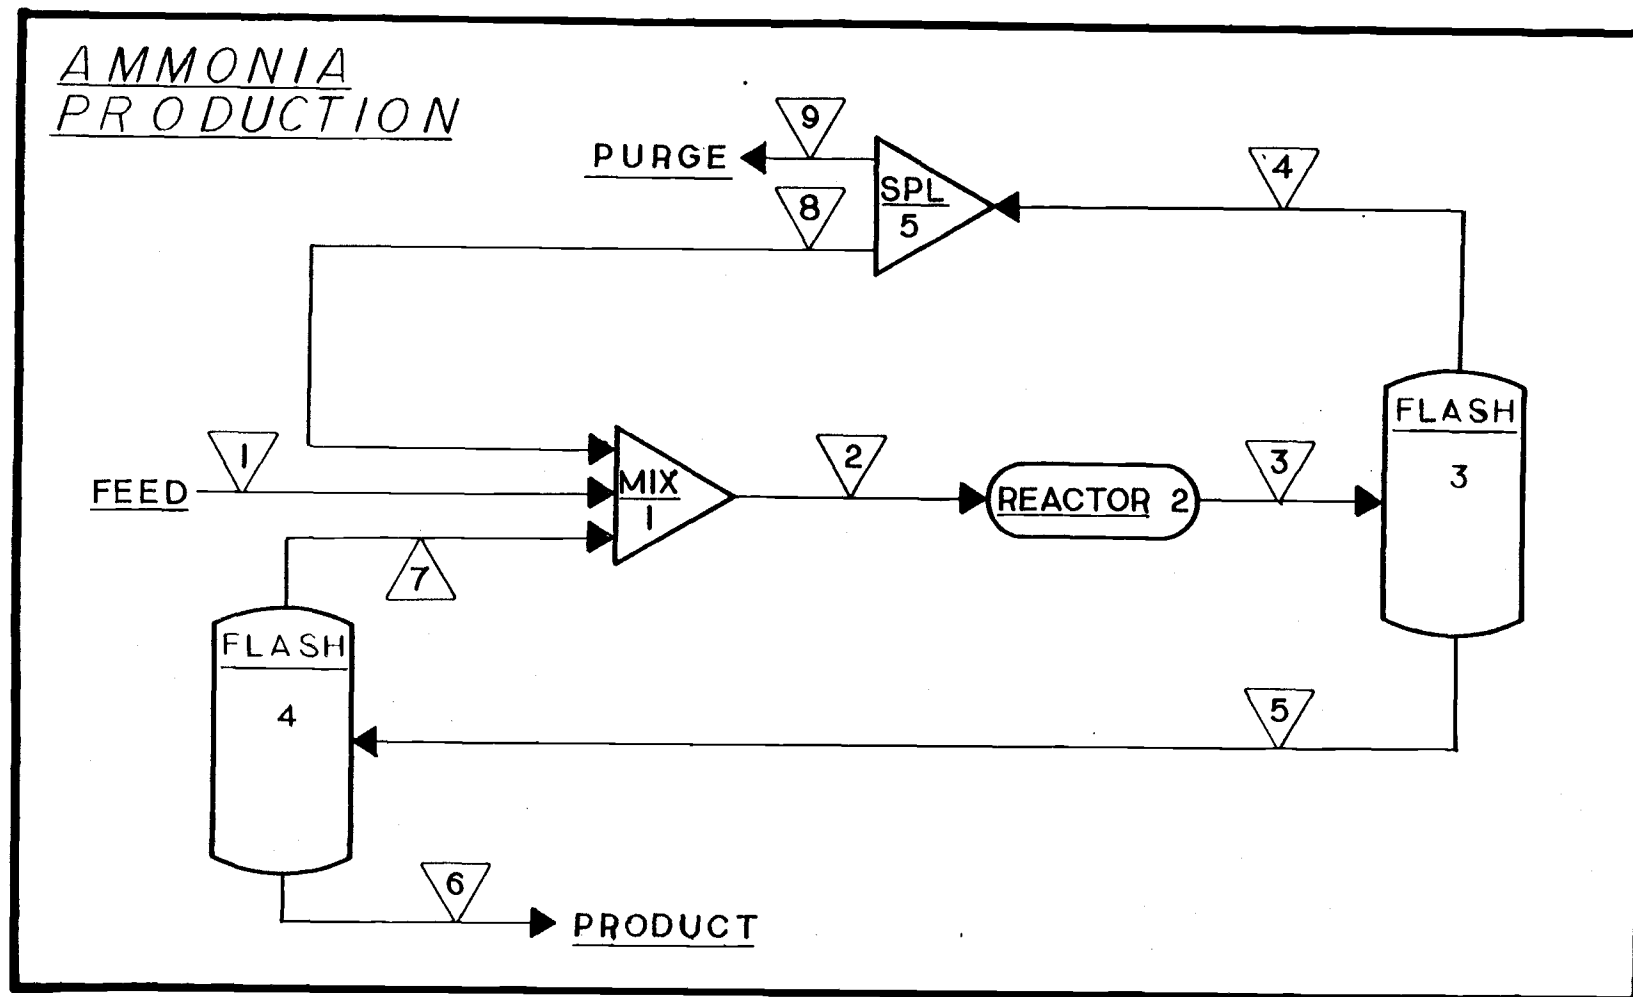 AMMONIA
PRODUCTION
9
PURGE
SPL
5
4
8
FLASH
3
1
FEED
MIX
1
2
REACTOR 2
3
7
FLASH
4
5
6
PRODUCT